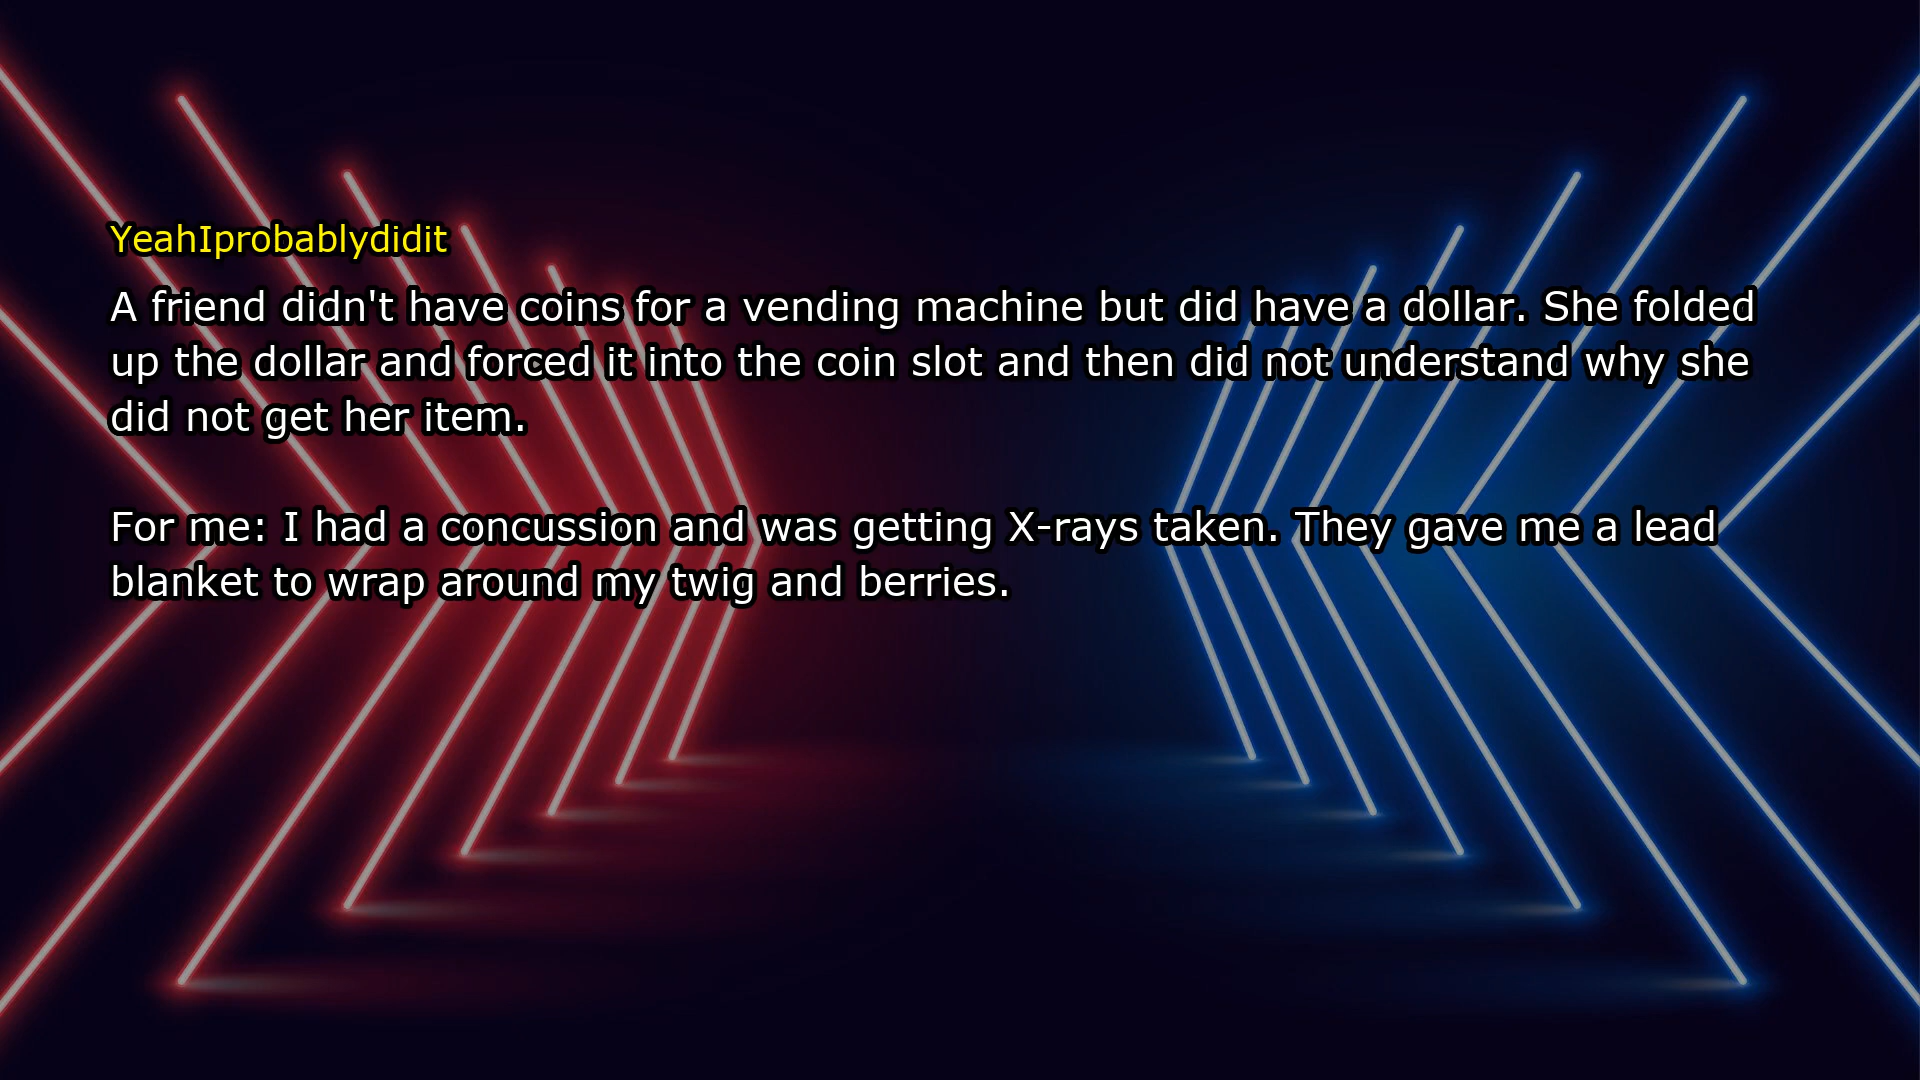 YeahIprobablydidit
A friend didn't have coins for a vending machine but did have a dollar. She folded
up the dollar and forced it into the coin slot and then did not understand why she
did not get her item.
For me: I had a concussion and was getting X-rays taken. They gave me a lead
blanket to wrap around my twig and berries.